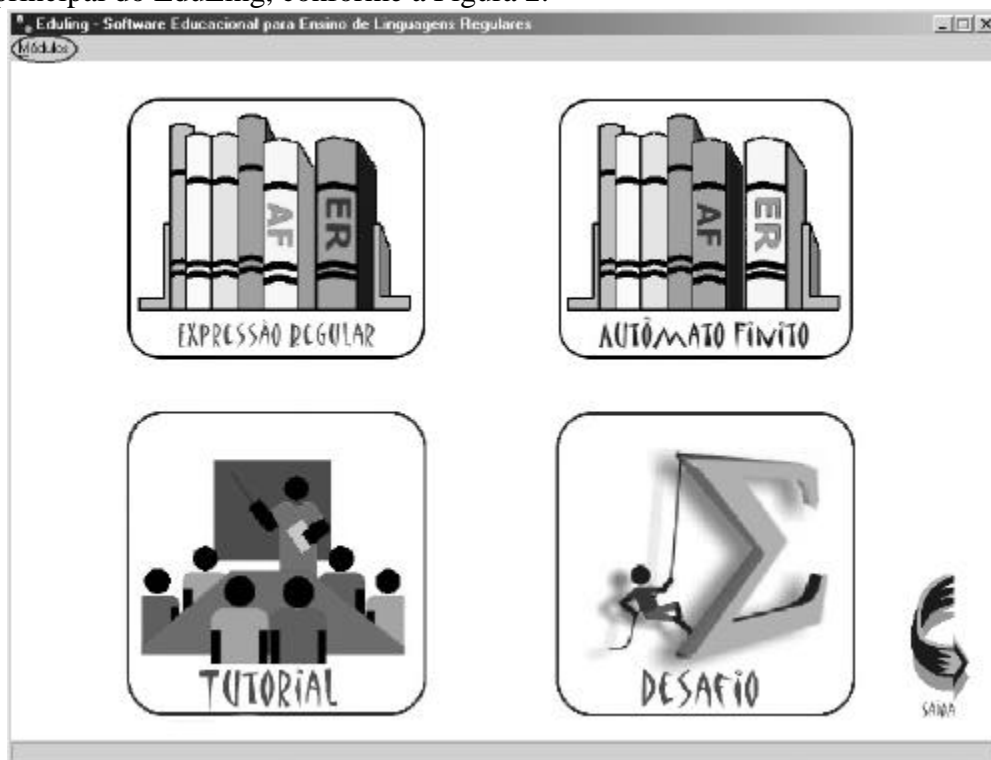 principal do EduLing, conforme a Figura 2.
Eduling - Software Educacional para Ensino de Linguagens Regulares
Módulos
AF
ER
AF
ER
EXPRESSÃO REGULAR
AUTÔMATO FINITO
TUTORIAL
DESAFIO
SAÍDA